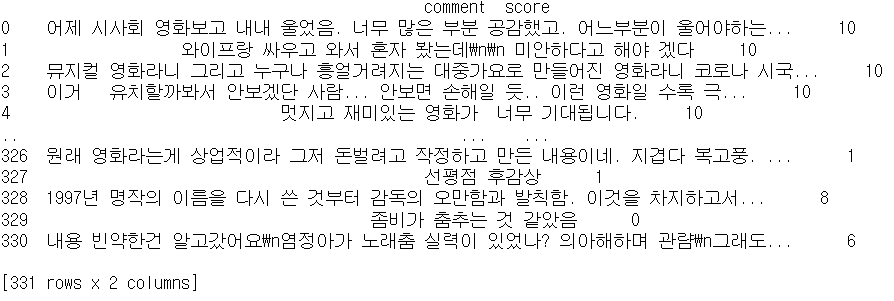 comment score
0 어제 시사회 영화보고 내내 울었음. 너무 많은 부분 공감했고. 어느부분이 울어야하는... 10
1 와이프랑 싸우고 와서 혼자 봤는데\n\n 미안하다고 해야 겠다 10
2 뮤지컬 영화라니 그리고 누구나 흥얼거려지는 대중가요로 만들어진 영화라니 코로나 시국... 10
3 이거 유치할까봐서 안보겠단 사람... 안보면 손해일 듯.. 이런 영화일 수록 극... 10
4 멋지고 재미있는 영화가 너무 기대됩니다. 10
.. ... ...
326 원래 영화라는게 상업적이라 그저 돈벌려고 작정하고 만든 내용이네. 지겹다 복고풍. ... 1
327 선평점 후감상 1
328 1997년 명작의 이름을 다시 쓴 것부터 감독의 오만함과 발칙함. 이것을 차지하고서... 8
329 좀비가 춤추는 것 같았음 0
330 내용 빈약한건 알고갔어요\n염정아가 노래춤 실력이 있었나? 의아해하며 관람\n그래도... 6
[331 rows x 2 columns]